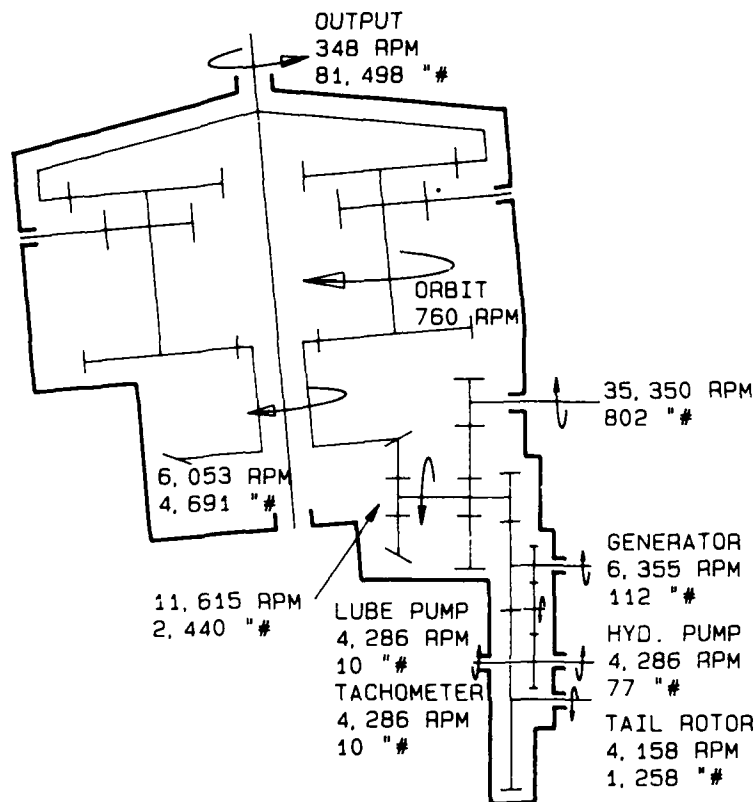 OUTPUT
348 RPM
81,498 "#
ORBIT
760 RPM
35,350 RPM
802 "#
6,053 RPM
4,691 "#
11,615 RPM
2,440 "#
GENERATOR
6,355 RPM
112 "#
LUBE PUMP
4,286 RPM
10 "#
TACHOMETER
4,286 RPM
10 "#
HYD. PUMP
4,286 RPM
77 "#
TAIL ROTOR
4,158 RPM
1,258 "#